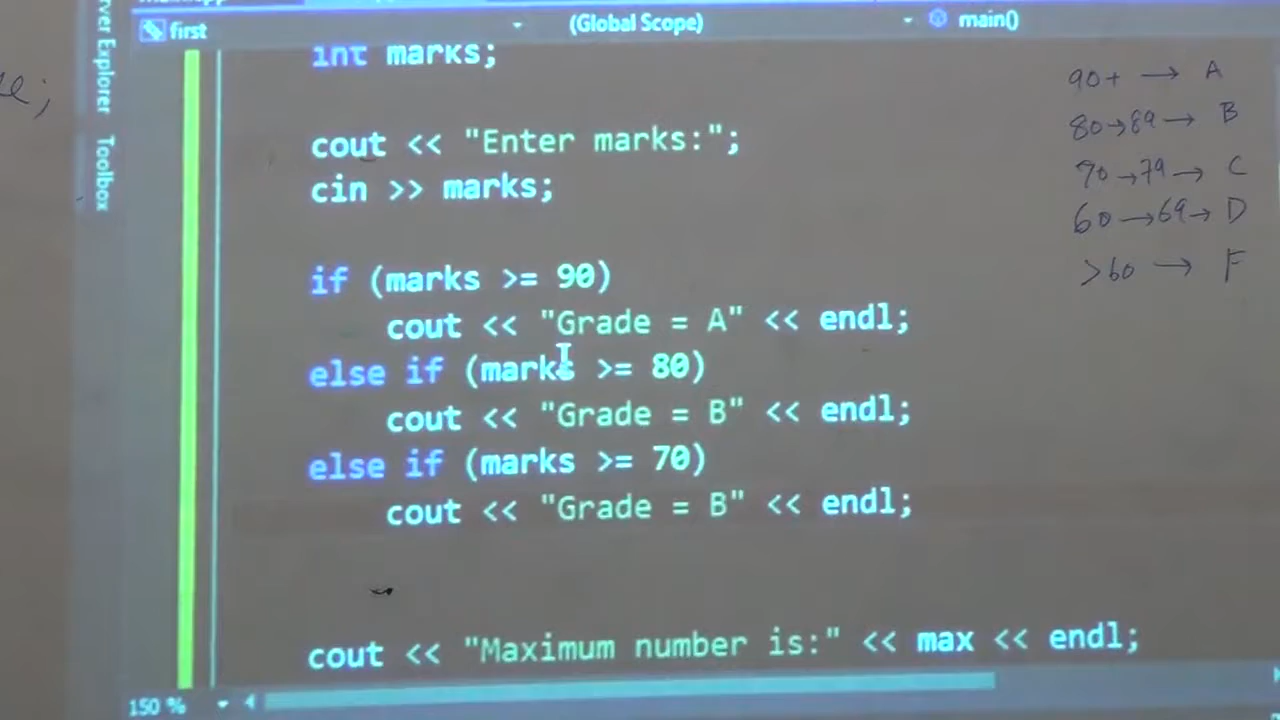 first (Global Scope) main()
Server Explorer
Toolbox
int marks;
cout << "Enter marks:";
cin >> marks;
if (marks >= 90)
cout << "Grade = A" << endl;
else if (marks >= 80)
cout << "Grade = B" << endl;
else if (marks >= 70)
cout << "Grade = B" << endl;
cout << "Maximum number is:" << max << endl;
150 %
90+ → A
80→89→ B
70→79→ C
60→69→ D
>60 → F